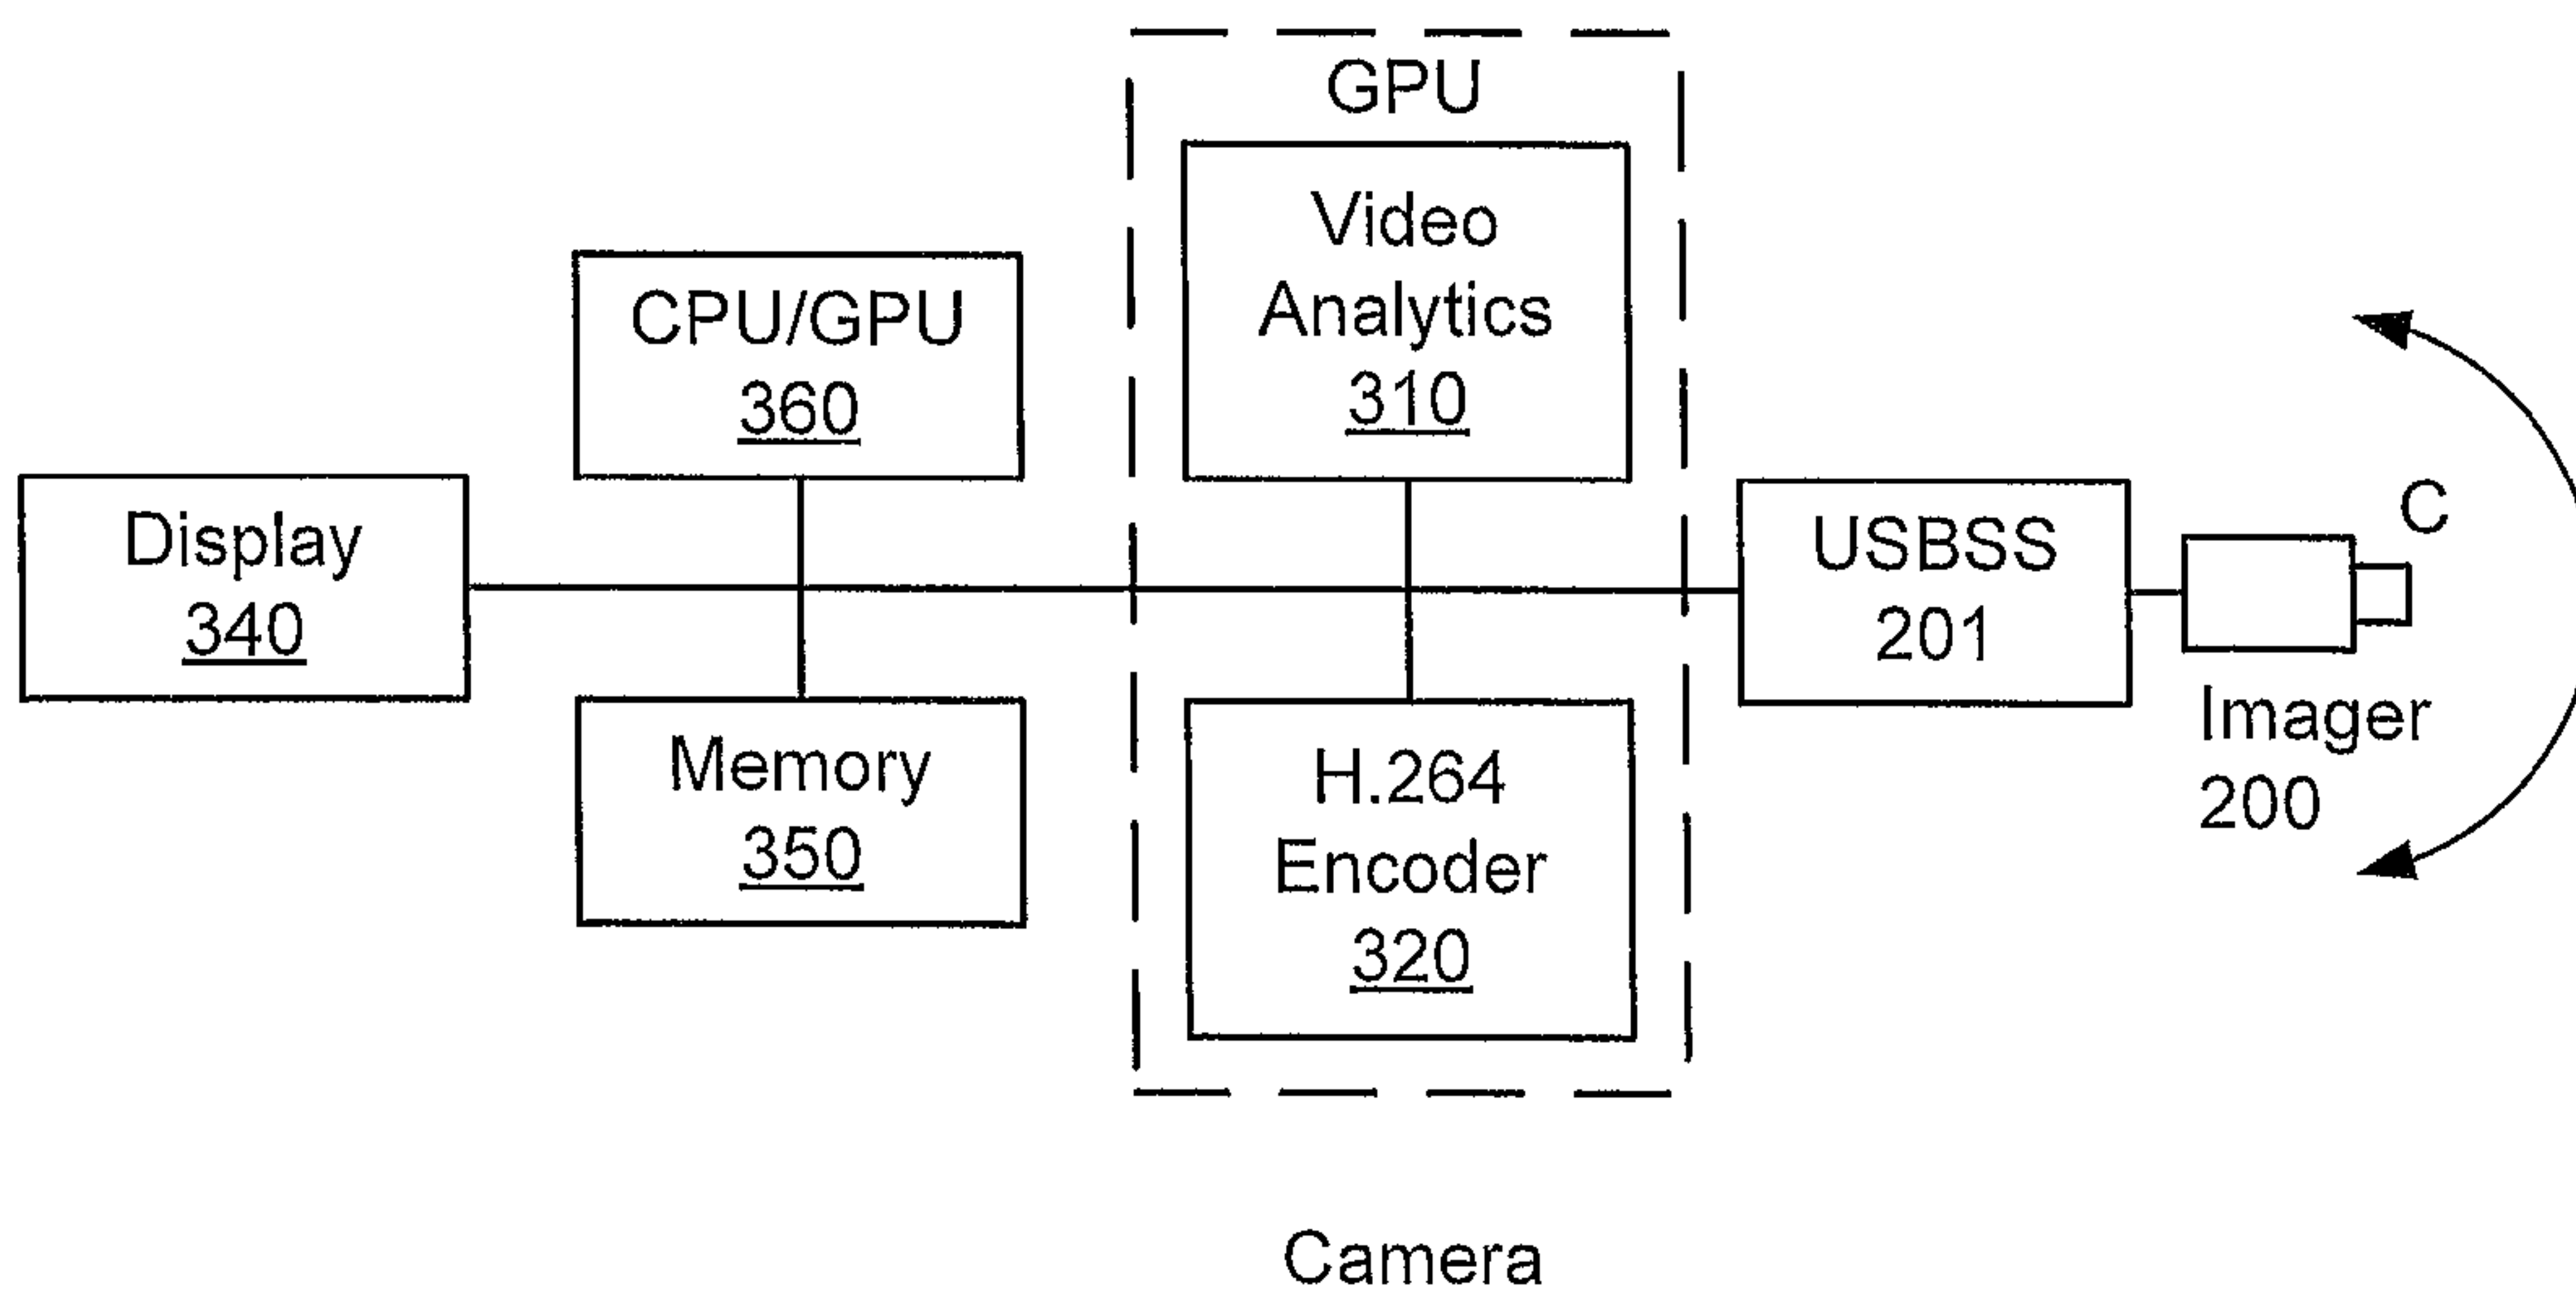 GPU
Video
Analytics
310
CPU/GPU
360
Display
340
Memory
350
H.264
Encoder
320
USBSS
201
C
Imager
200
Camera